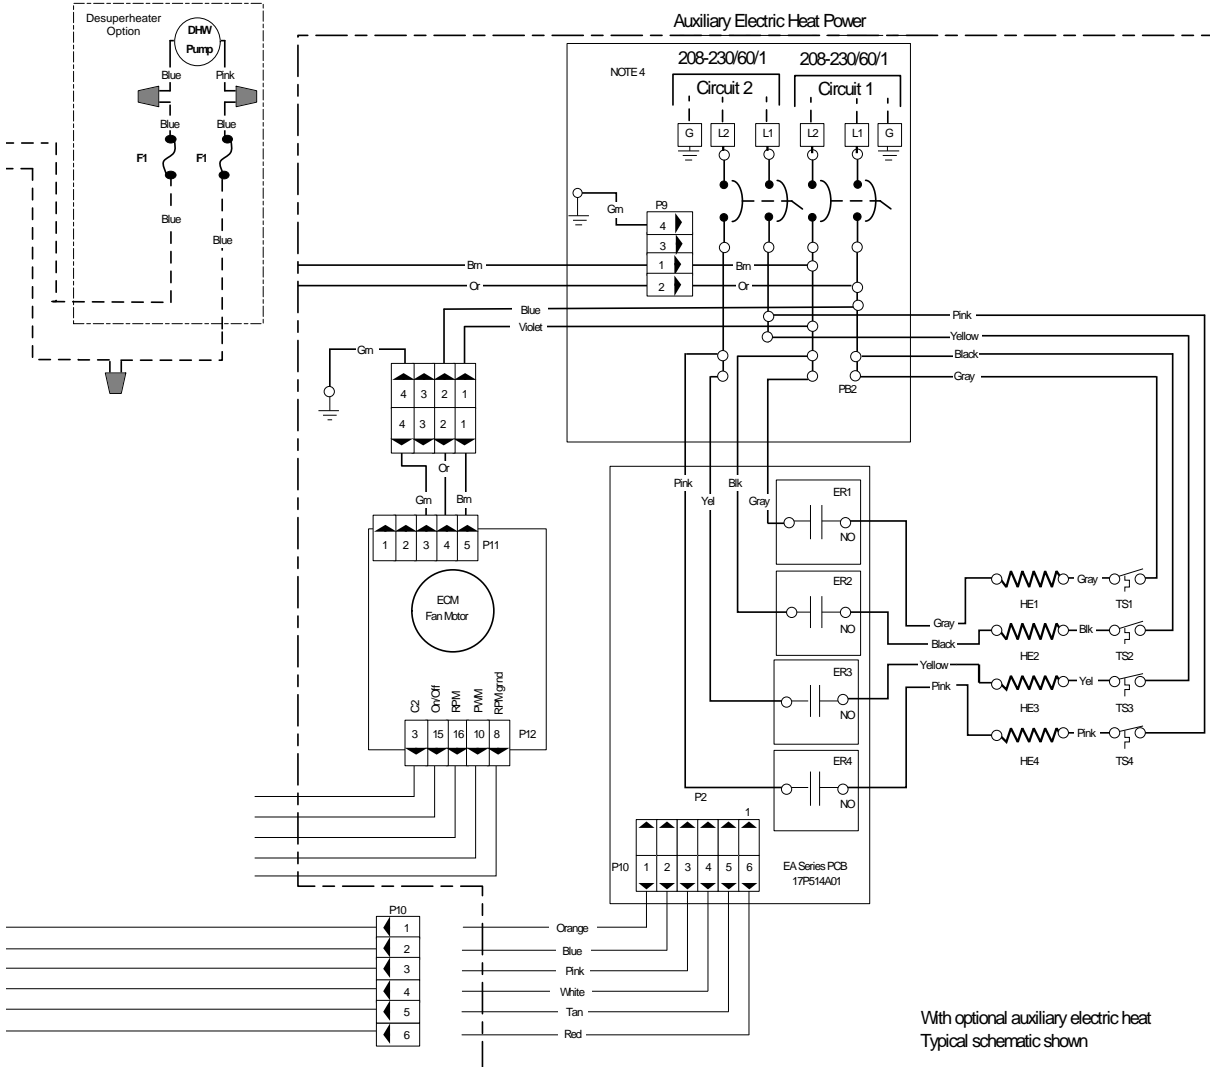 Auxiliary Electric Heat Power
Desuperheater
Option
DHW
Pump
Blue
Pink
Blue
Blue
F1
F1
Blue
Blue
NOTE 4
208-230/60/1
208-230/60/1
Circuit 2
Circuit 1
G
L2
L1
L2
L1
G
P9
Grn
4
3
1
2
Brn
Brn
Or
Or
Blue
Violet
Pink
Yellow
Black
Gray
PB2
Grn
4
3
2
1
4
3
2
1
Or
Grn
Brn
1
2
3
4
5
P11
ECM
Fan Motor
C2
On/Off
RPM
PWM
RPM grnd
3
15
16
10
8
P12
Pink
Yel
Blk
Gray
ER1
NO
ER2
NO
ER3
NO
ER4
NO
Gray
Black
Yellow
Pink
Gray
HE1
TS1
Blk
HE2
TS2
Yel
HE3
TS3
Pink
HE4
TS4
P2
1
P10
1
2
3
4
5
6
EA Series PCB
17P514A01
P10
1
2
3
4
5
6
Orange
Blue
Pink
White
Tan
Red
With optional auxiliary electric heat
Typical schematic shown